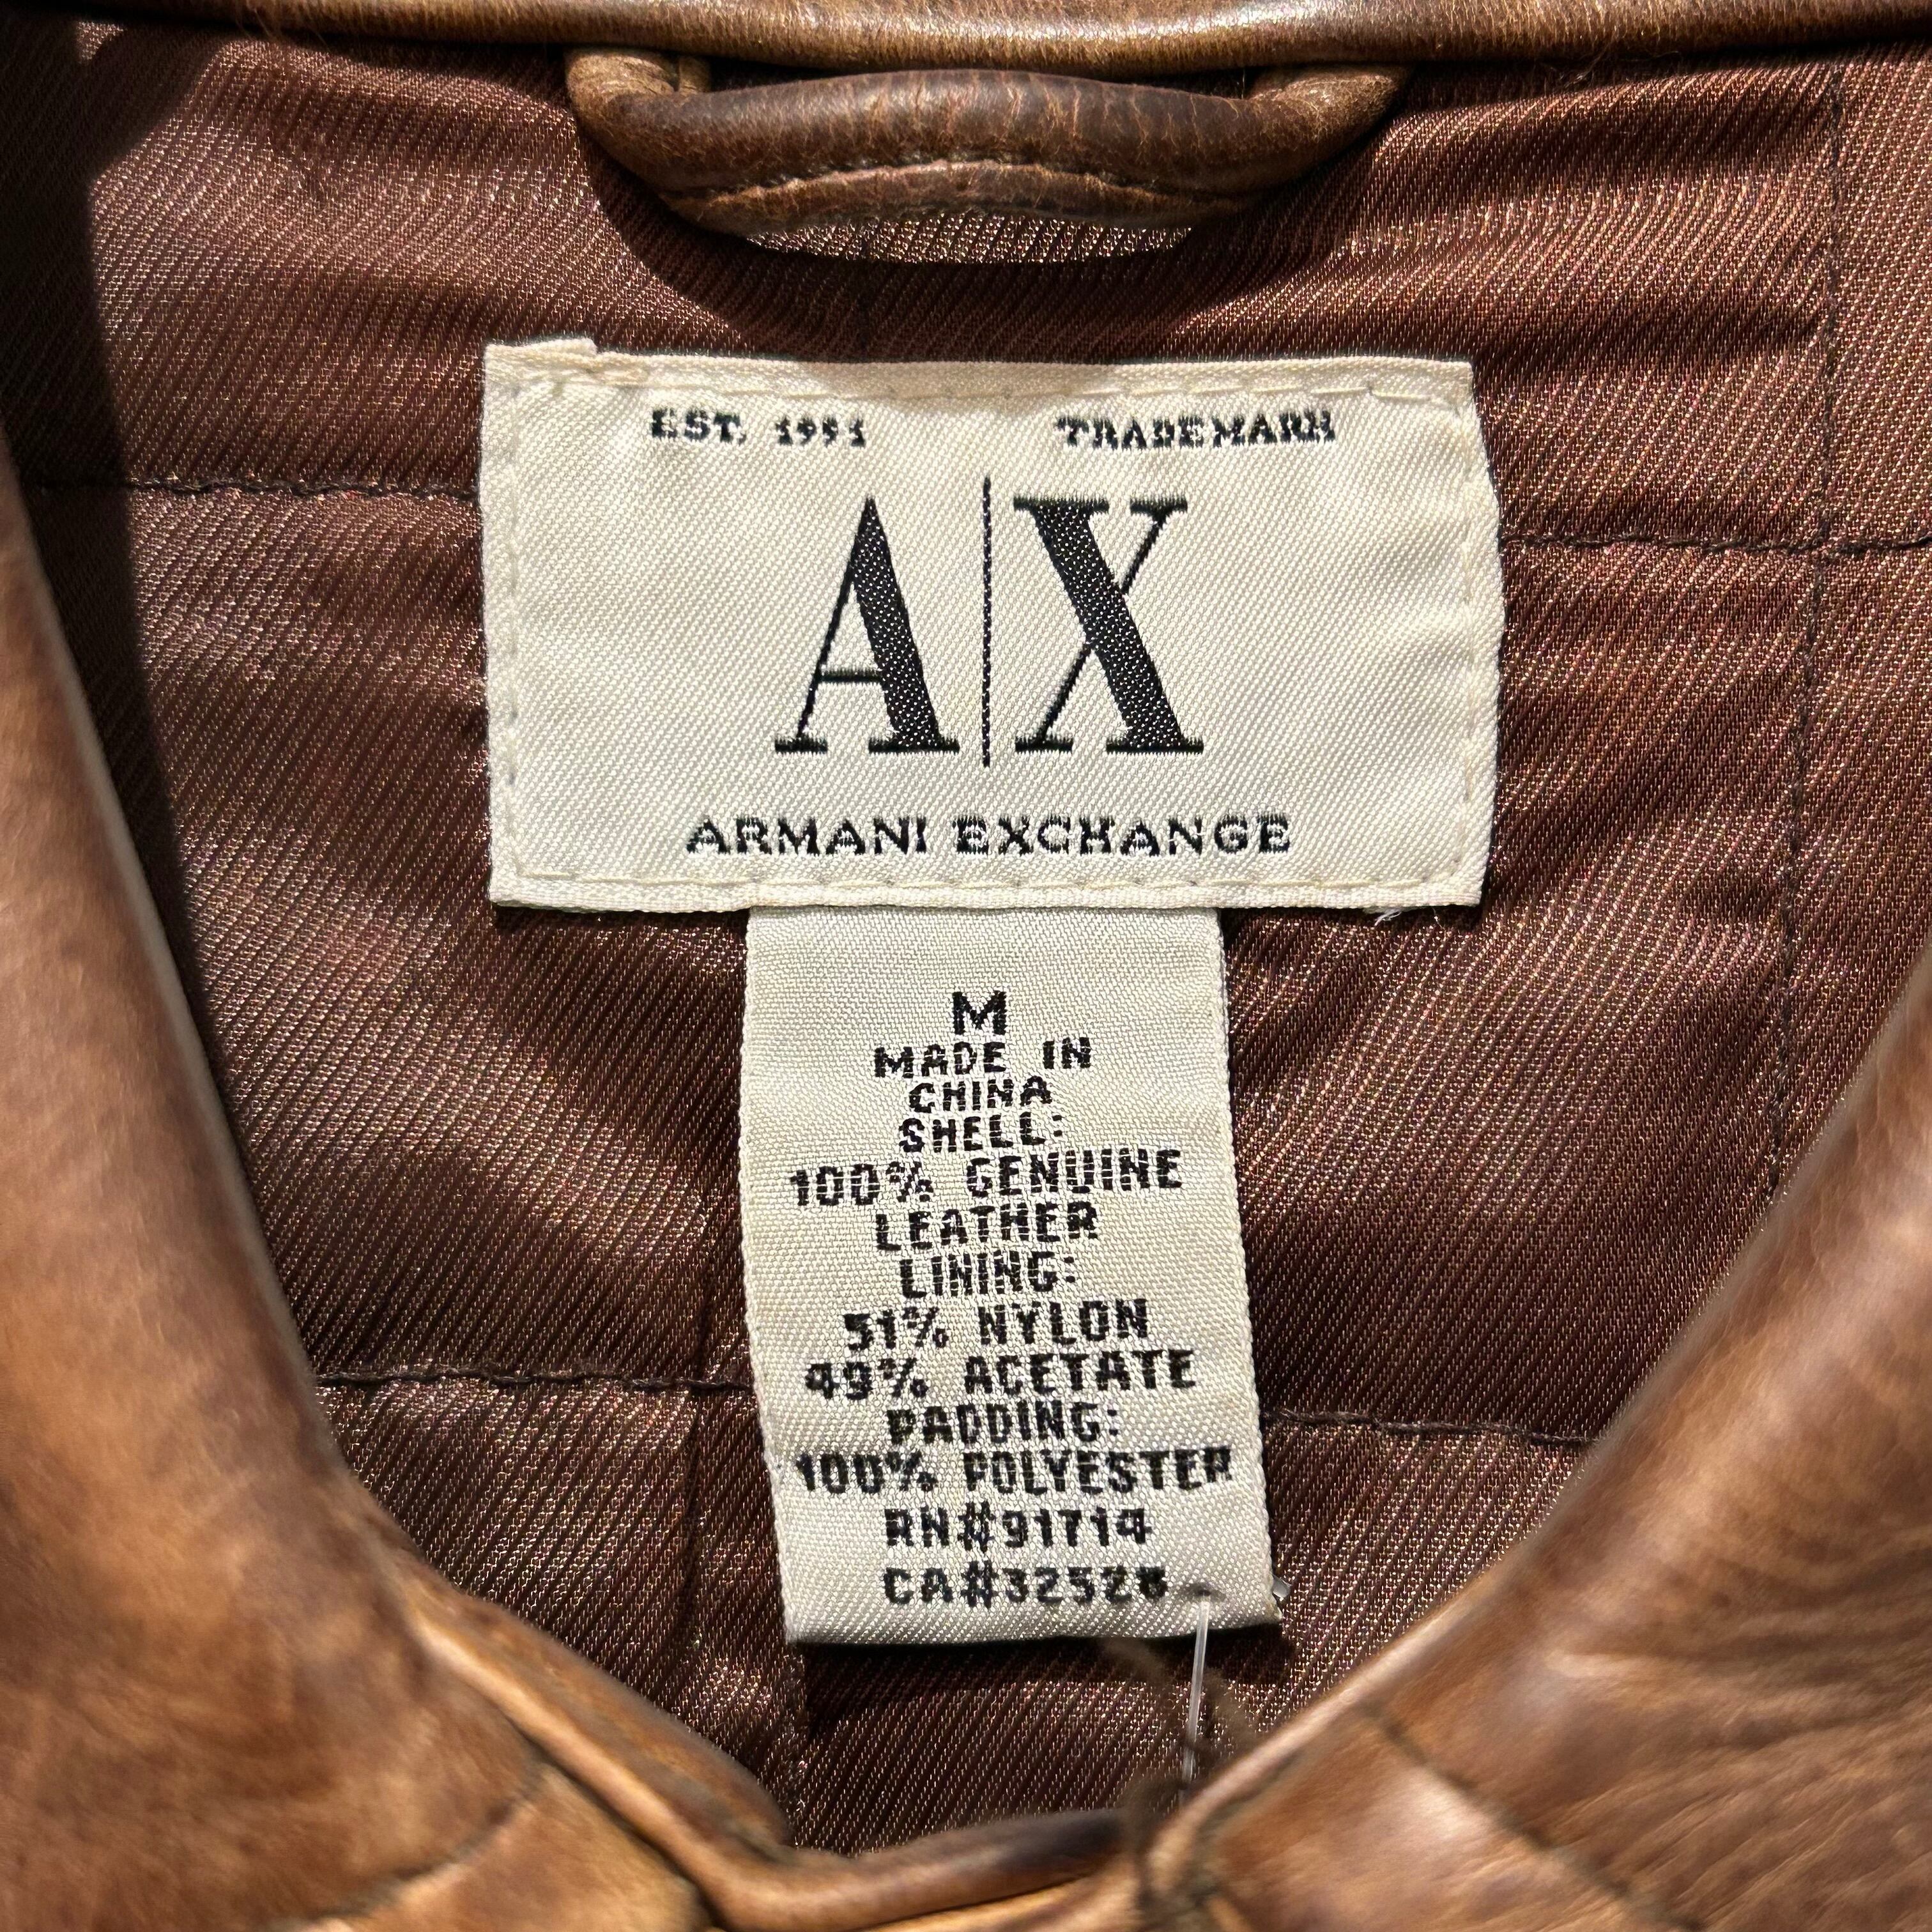 EST. 1991 TRADEMARK
A|X
ARMANI EXCHANGE
M
MADE IN
CHINA
SHELL:
100% GENUINE
LEATHER
LINING:
51% NYLON
49% ACETATE
PADDING:
100% POLYESTER
RN#91714
CA#32526